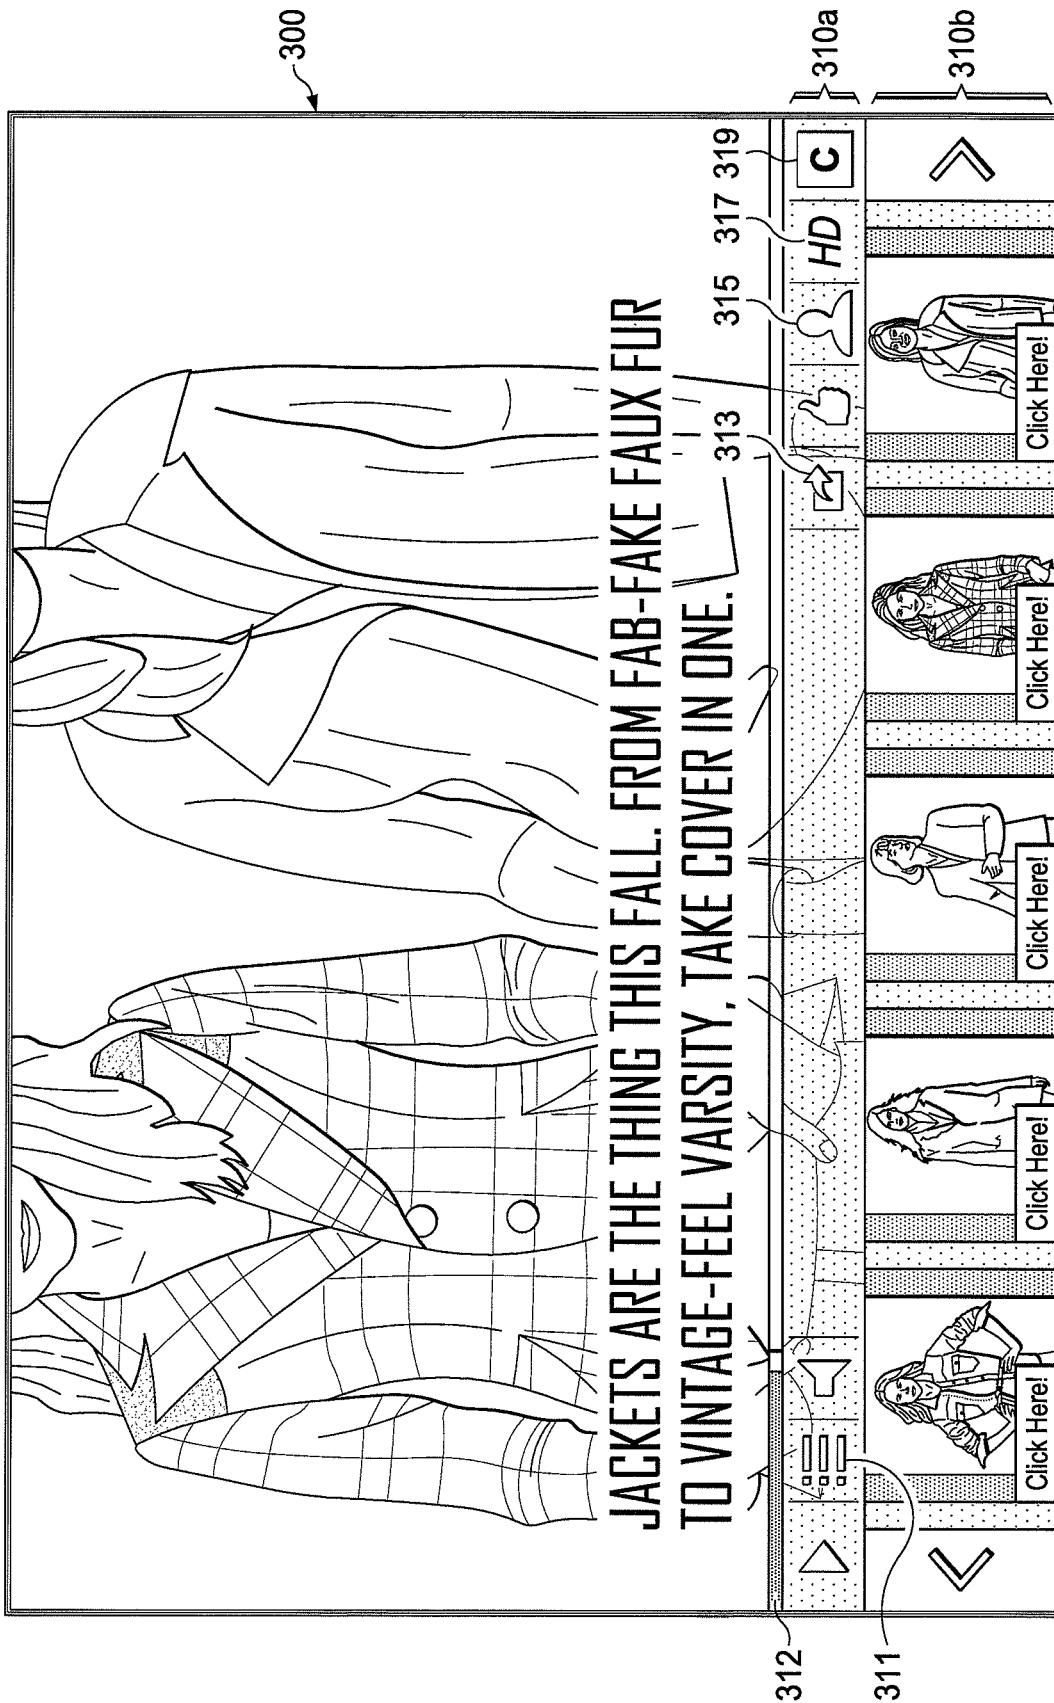 300
JACKETS ARE THE THING THIS FALL. FROM FAB-FAKE FAUX FUR
TO VINTAGE-FEEL VARSITY, TAKE COVER IN ONE.
313
315
317
319
312
HD
C
310a
311
Click Here!
Click Here!
Click Here!
Click Here!
Click Here!
310b